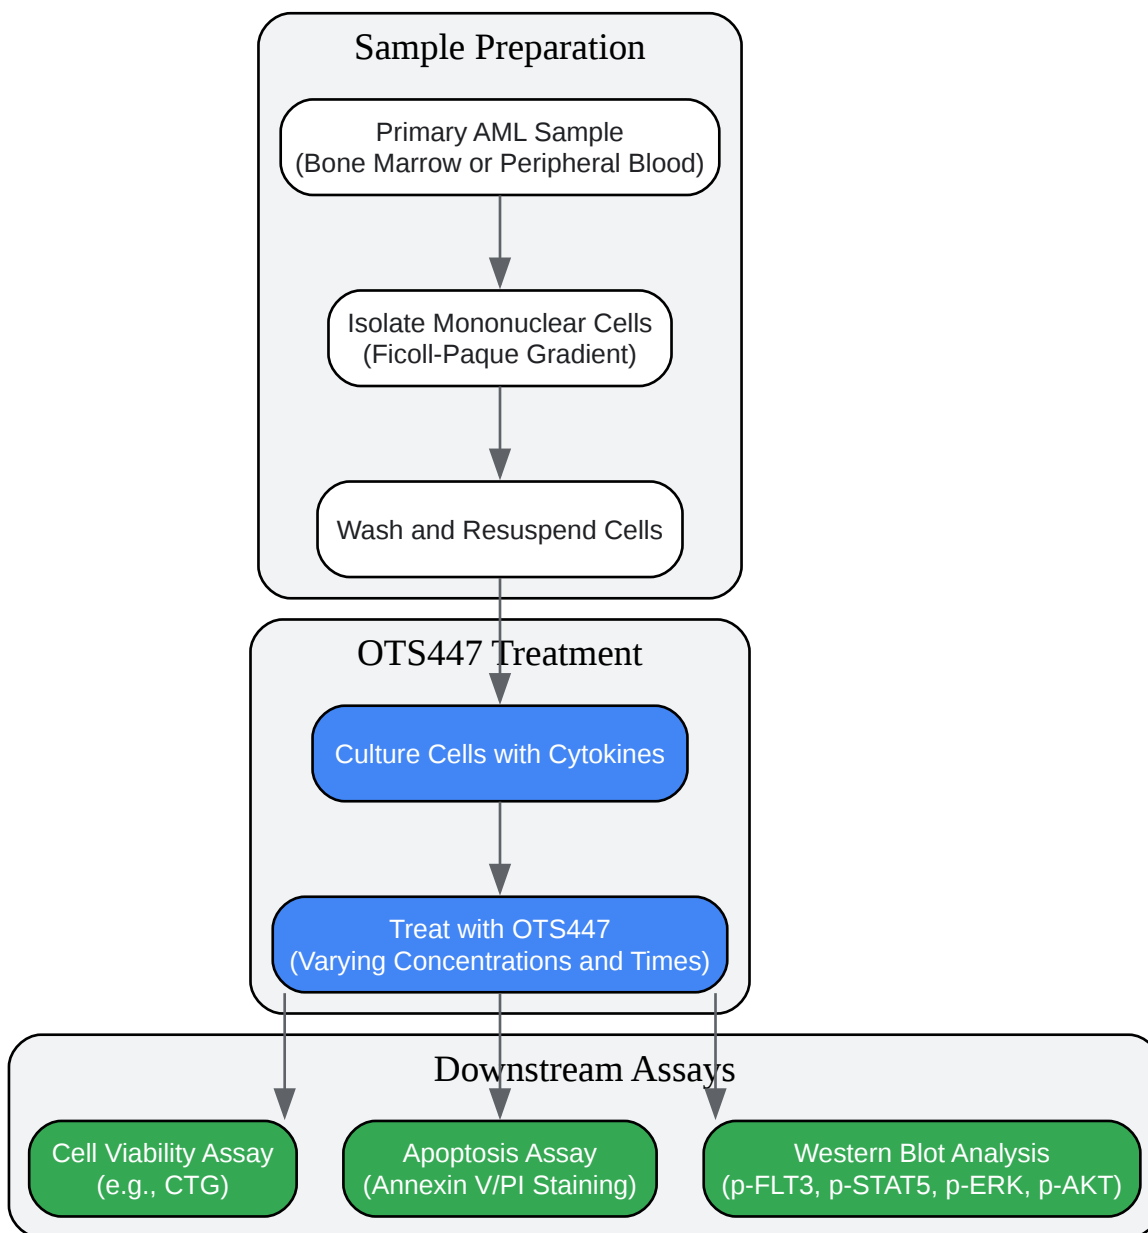 Sample Preparation
Primary AML Sample
(Bone Marrow or Peripheral Blood)
Isolate Mononuclear Cells
(Ficoll-Paque Gradient)
Wash and Resuspend Cells
OTS447 Treatment
Culture Cells with Cytokines
Treat with OTS447
(Varying Concentrations and Times)
Downstream Assays
Cell Viability Assay
(e.g., CTG)
Apoptosis Assay
(Annexin V/PI Staining)
Western Blot Analysis
(p-FLT3, p-STAT5, p-ERK, p-AKT)